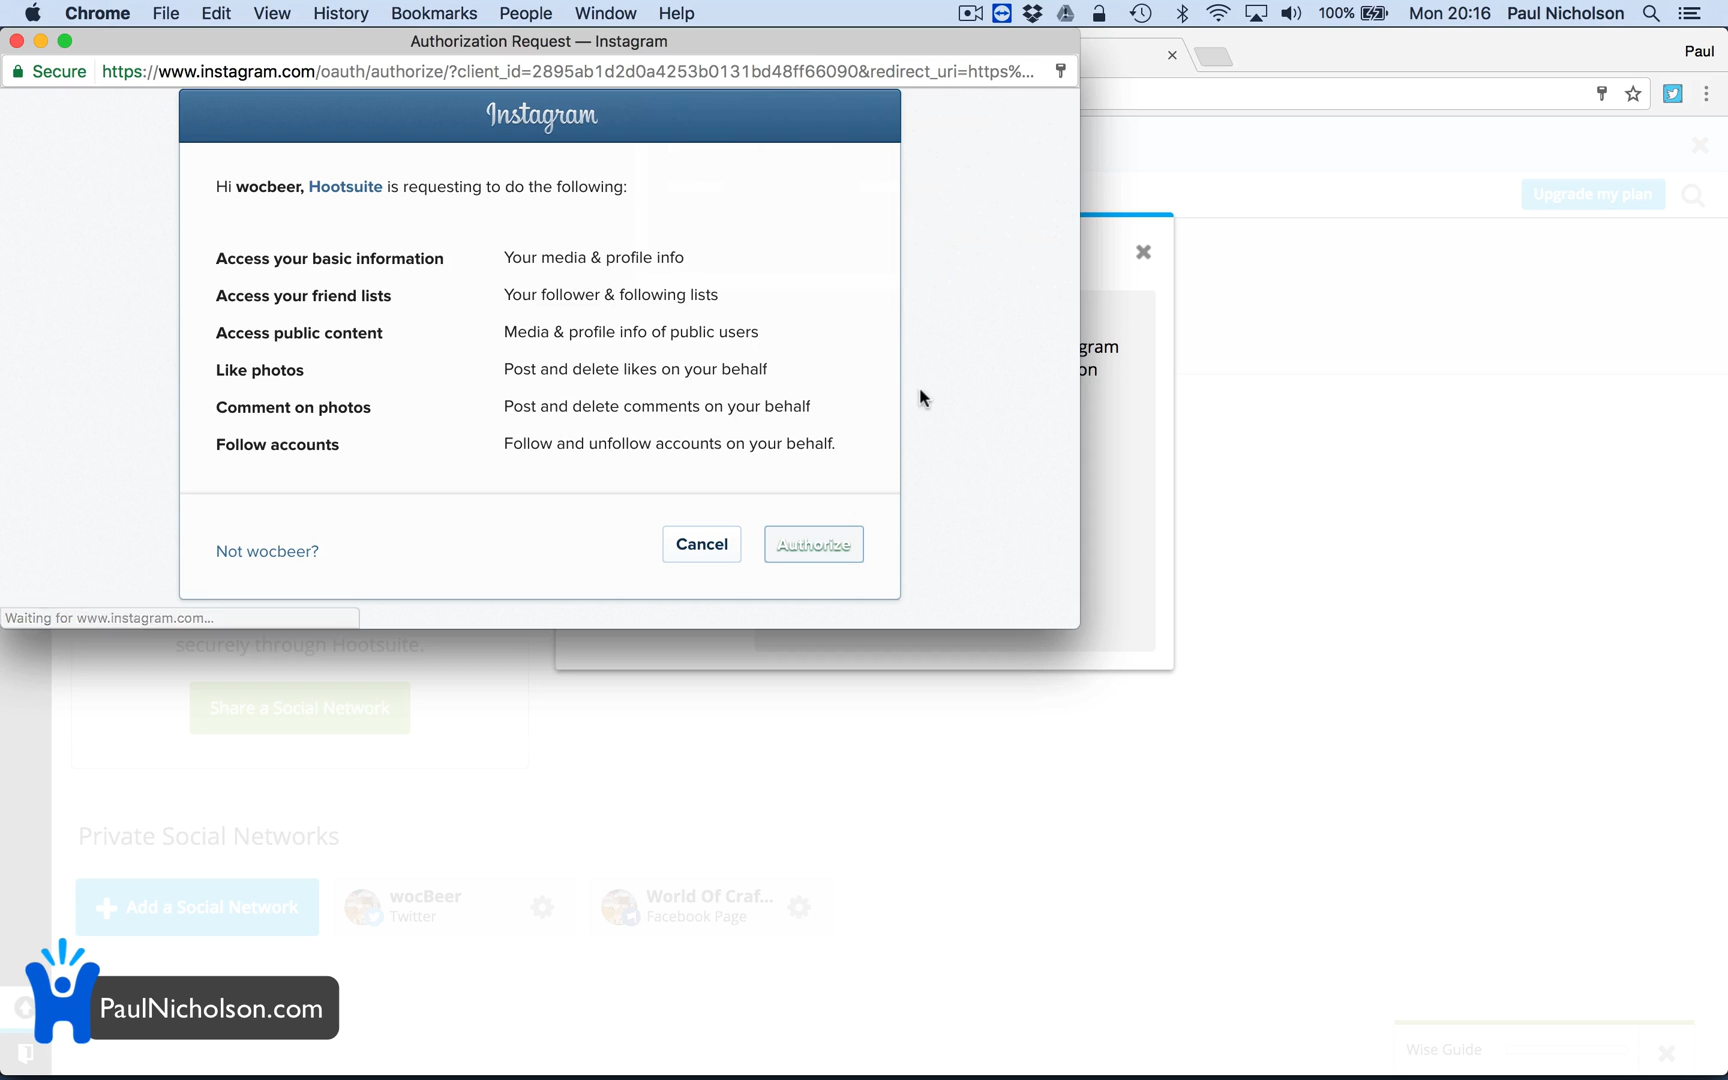 Chrome File Edit View History Bookmarks People Window Help 100% Mon 20:16 Paul Nicholson
Authorization Request — Instagram
Paul
Secure https://www.instagram.com/oauth/authorize/?client_id=2895ab1d2d0a4253b0131bd48ff66090&redirect_uri=https%...
Instagram
Hi wocbeer, Hootsuite is requesting to do the following:
Upgrade my plan
Access your basic information Your media & profile info
Access your friend lists Your follower & following lists
Access public content Media & profile info of public users
gram
Like photos Post and delete likes on your behalf
on
Comment on photos Post and delete comments on your behalf
Follow accounts Follow and unfollow accounts on your behalf.
Not wocbeer? Cancel Authorize
Waiting for www.instagram.com...
securely through Hootsuite.
Share a Social Network
Private Social Networks
Add a Social Network
wocBeer
Twitter
World Of Craf...
Facebook Page
PaulNicholson.com
Wise Guide